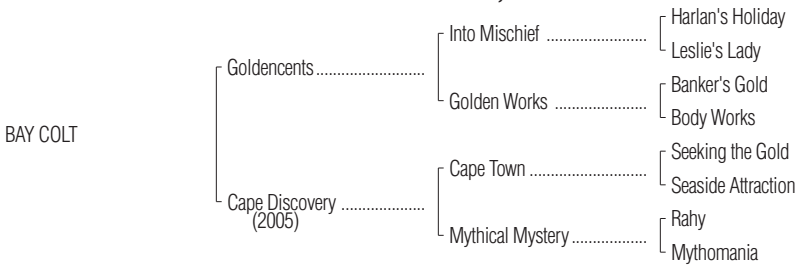 Harlan's Holiday
Into Mischief ........................
Leslie's Lady
Goldencents..........................
Banker's Gold
Golden Works ......................
Body Works
BAY COLT
Seeking the Gold
Cape Town ............................
Seaside Attraction
Cape Discovery ....................
(2005)
Rahy
Mythical Mystery..................
Mythomania